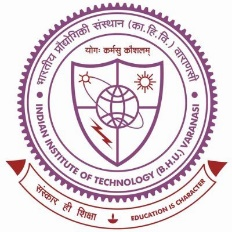 भारतीय प्रौद्योगिकी संस्थान (का.हि.वि.) वाराणसी
योगः कर्मसु कौशलम्
INDIAN INSTITUTE OF TECHNOLOGY (B.H.U.) VARANASI
संस्कार ही शिक्षा
EDUCATION IS CHARACTER